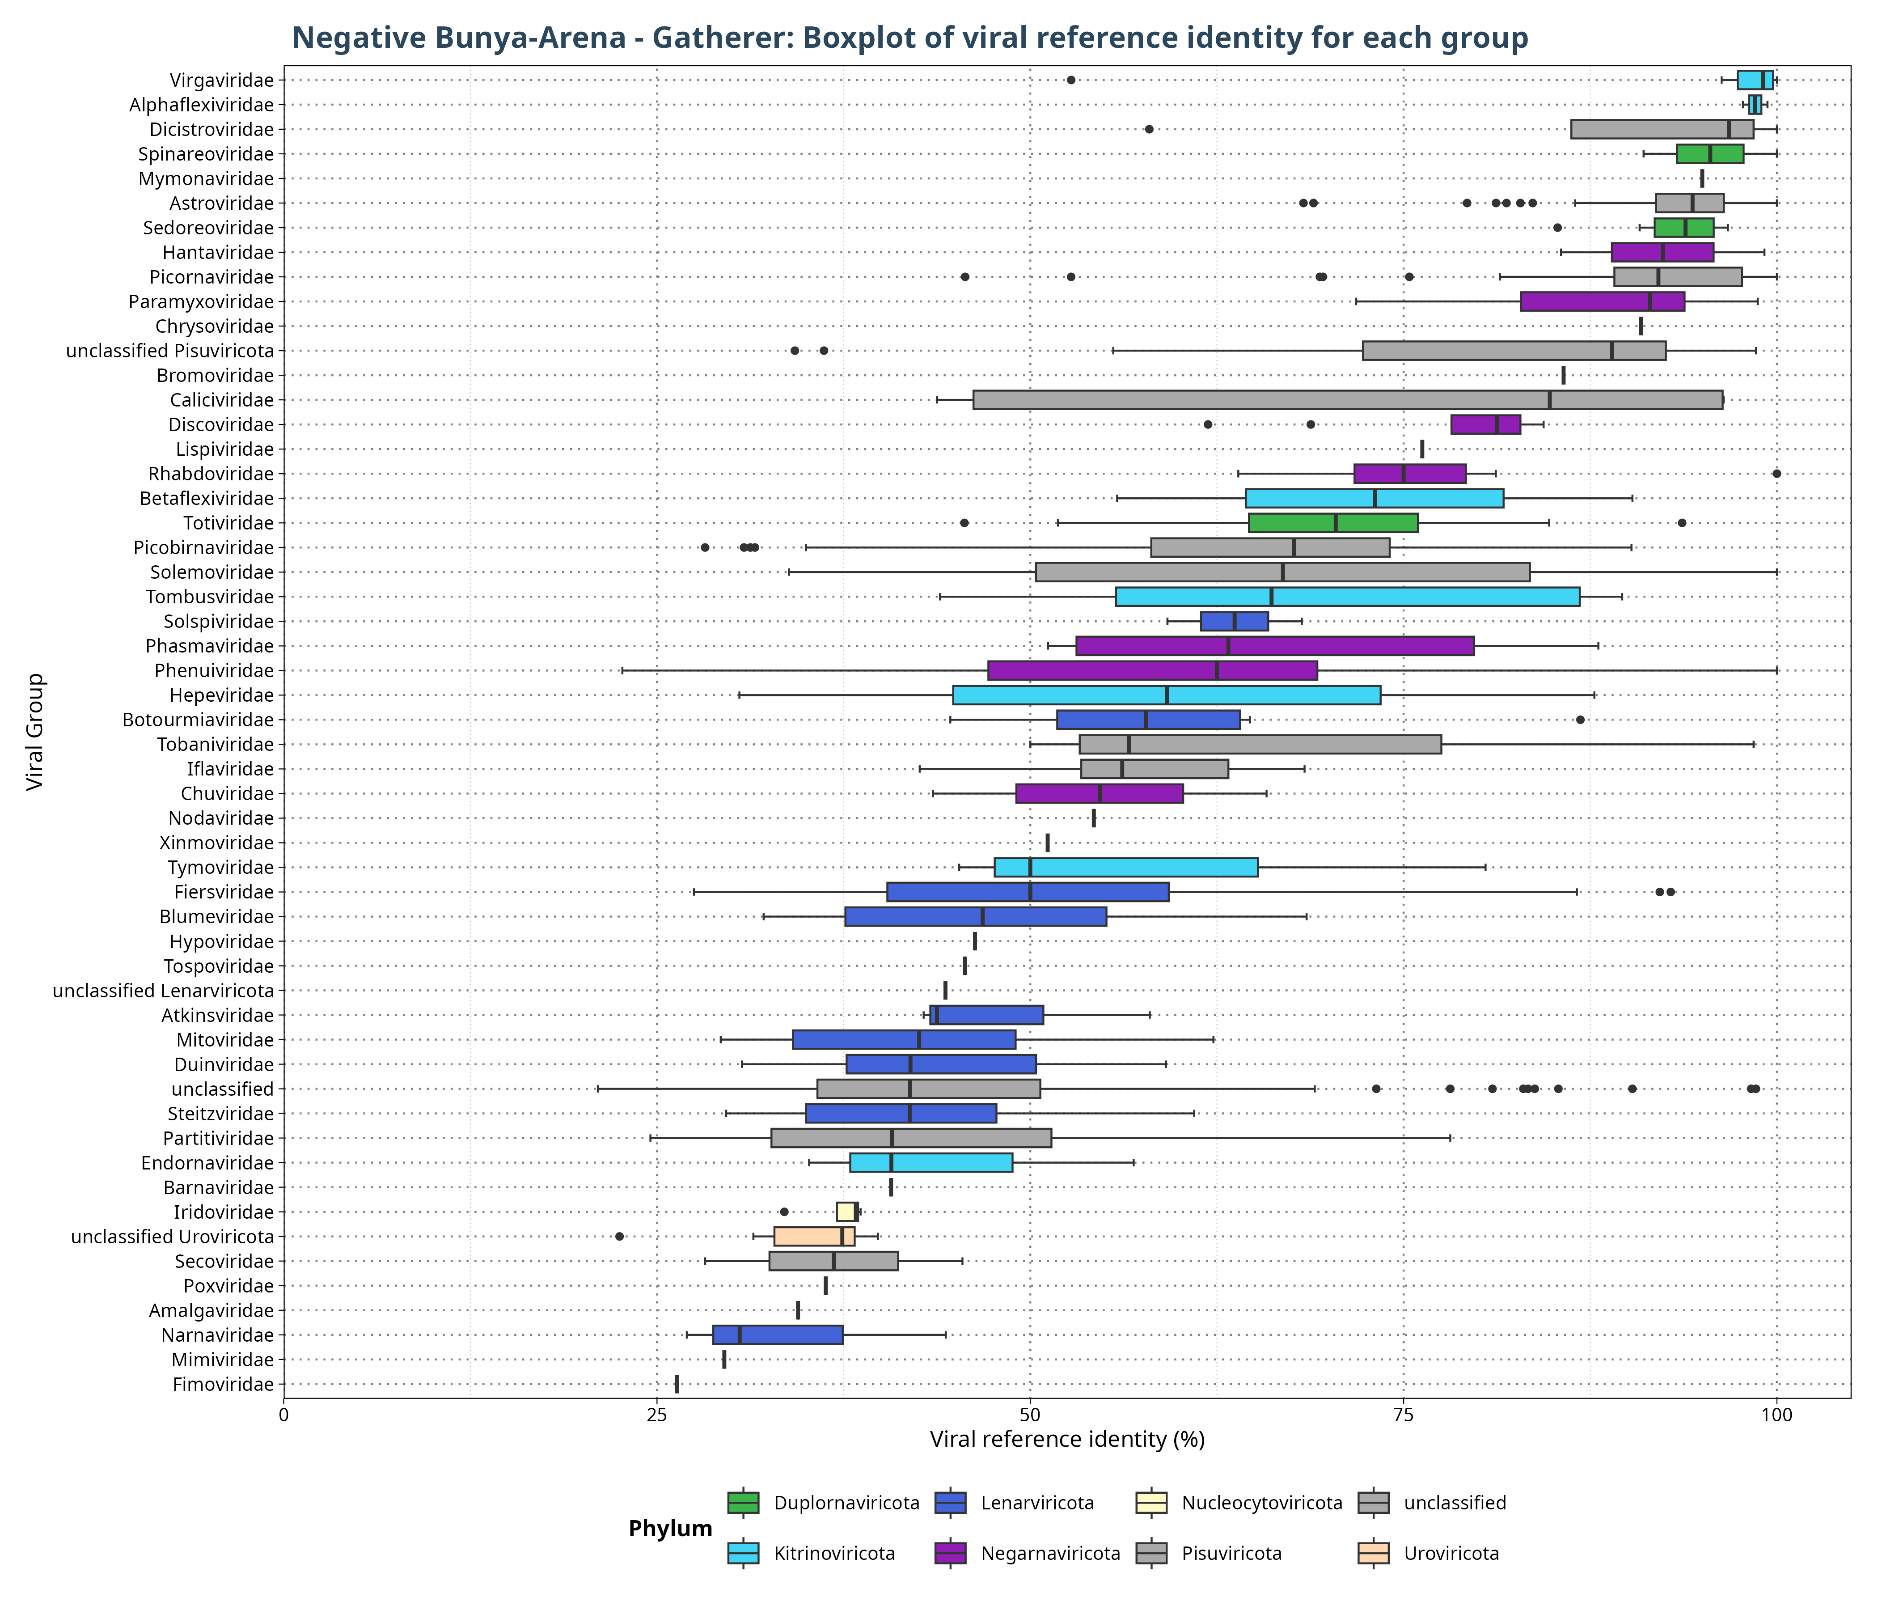 Negative Bunya-Arena - Gatherer: Boxplot of viral reference identity for each group
Viral Group
Virgaviridae
Alphaflexiviridae
Dicistroviridae
Spinareoviridae
Mymonaviridae
Astroviridae
Sedoreoviridae
Hantaviridae
Picornaviridae
Paramyxoviridae
Chrysoviridae
unclassified Pisuviricota
Bromoviridae
Caliciviridae
Discoviridae
Lispiviridae
Rhabdoviridae
Betaflexiviridae
Totiviridae
Picobirnaviridae
Solemoviridae
Tombusviridae
Solspiviridae
Phasmaviridae
Phenuiviridae
Hepeviridae
Botourmiaviridae
Tobaniviridae
Iflaviridae
Chuviridae
Nodaviridae
Xinmoviridae
Tymoviridae
Fiersviridae
Blumeviridae
Hypoviridae
Tospoviridae
unclassified Lenarviricota
Atkinsviridae
Mitoviridae
Duinviridae
unclassified
Steitzviridae
Partitiviridae
Endornaviridae
Barnaviridae
Iridoviridae
unclassified Uroviricota
Secoviridae
Poxviridae
Amalgaviridae
Narnaviridae
Mimiviridae
Fimoviridae
0 25 50 75 100
Viral reference identity (%)
Phylum
Duplornaviricota Lenarviricota Nucleocytoviricota unclassified
Kitrinoviricota Negarnaviricota Pisuviricota Uroviricota